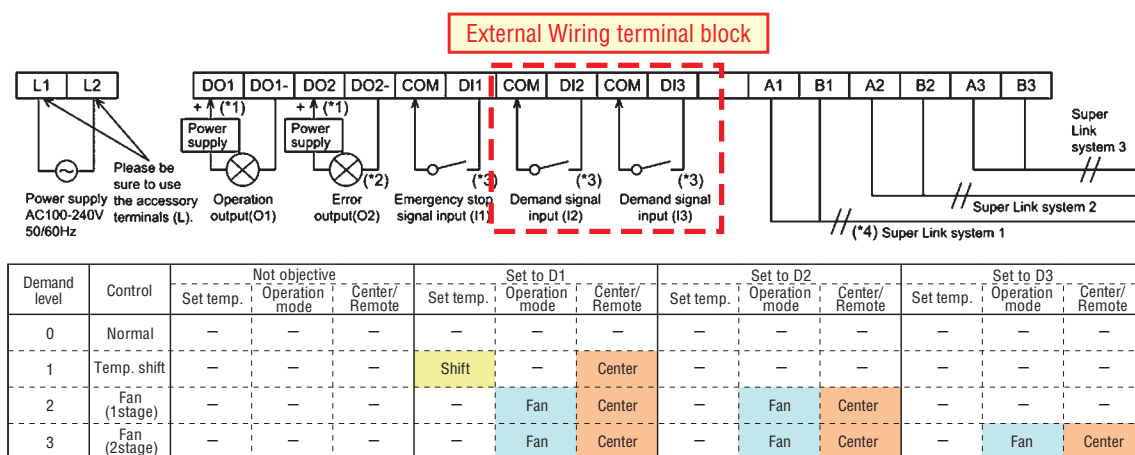 External Wiring terminal block
L1 L2 DO1 DO1- DO2 DO2- COM DI1 COM DI2 COM DI3 A1 B1 A2 B2 A3 B3
+ (*1) + (*1)
Power supply
Power supply
Super Link system 3
Please be sure to use the accessory terminals (L).
(*2)
(*3)
(*3)
(*3)
Power supply AC100-240V 50/60Hz
Operation output(O1)
Error output(O2)
Emergency stop signal input (I1)
Demand signal input (I2)
Demand signal input (I3)
Super Link system 2
(*4) Super Link system 1
Demand level Control Not objective Set to D1 Set to D2 Set to D3
Set temp. Operation mode Center/ Remote Set temp. Operation mode Center/ Remote Set temp. Operation mode Center/ Remote Set temp. Operation mode Center/ Remote
0 Normal – – – – – – – – – – – –
1 Temp. shift – – – Shift – Center – – – – – –
2 Fan (1stage) – – – – Fan Center – Fan Center – – –
3 Fan (2stage) – – – – Fan Center – Fan Center – Fan Center